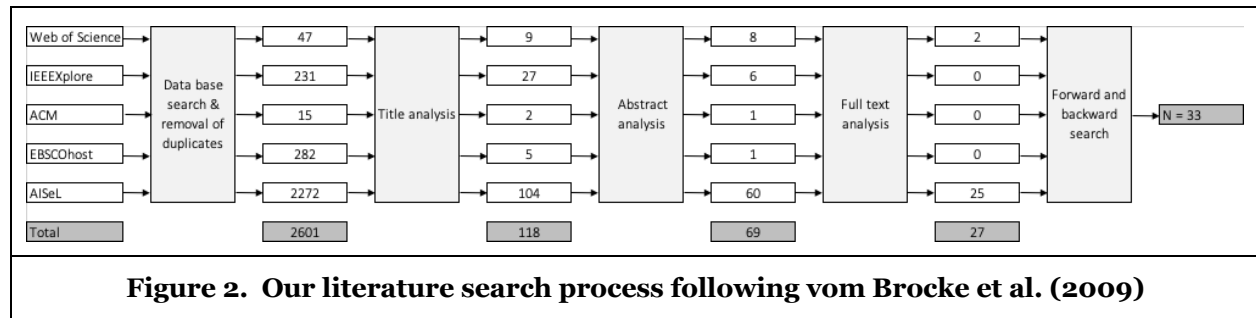 Web of Science 47 9 8 2
IEEEXplore 231 27 6 0
Data base search & removal of duplicates
Title analysis
Abstract analysis
Full text analysis
Forward and backward search
N = 33
ACM 15 2 1 0
EBSCOhost 282 5 1 0
AISeL 2272 104 60 25
Total 2601 118 69 27
Figure 2. Our literature search process following vom Brocke et al. (2009)